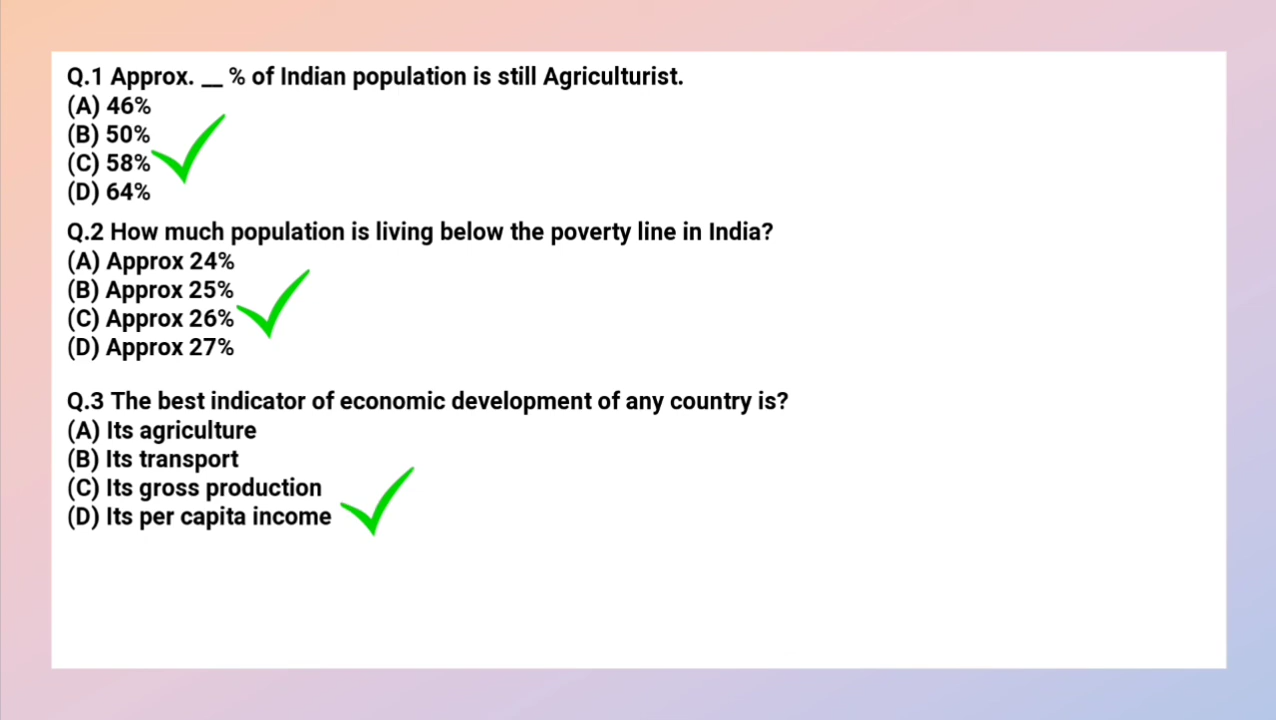 Q.1 Approx. __ % of Indian population is still Agriculturist.
(A) 46%
(B) 50%
(C) 58%
(D) 64%
Q.2 How much population is living below the poverty line in India?
(A) Approx 24%
(B) Approx 25%
(C) Approx 26%
(D) Approx 27%
Q.3 The best indicator of economic development of any country is?
(A) Its agriculture
(B) Its transport
(C) Its gross production
(D) Its per capita income